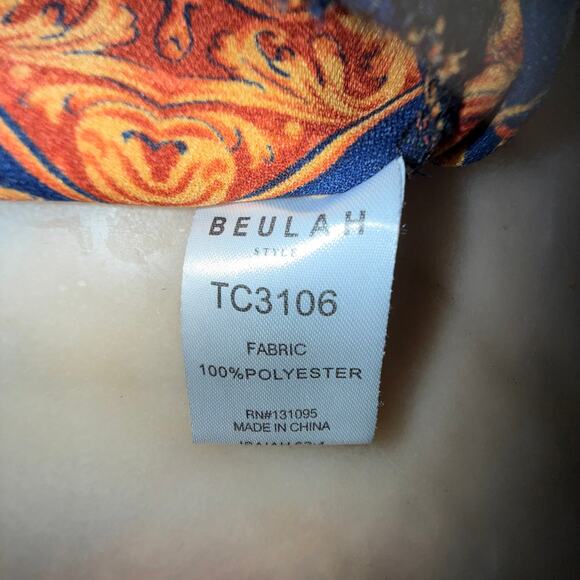 BEULAH
STYLE
TC3106
FABRIC
100%POLYESTER
RN#131095
MADE IN CHINA